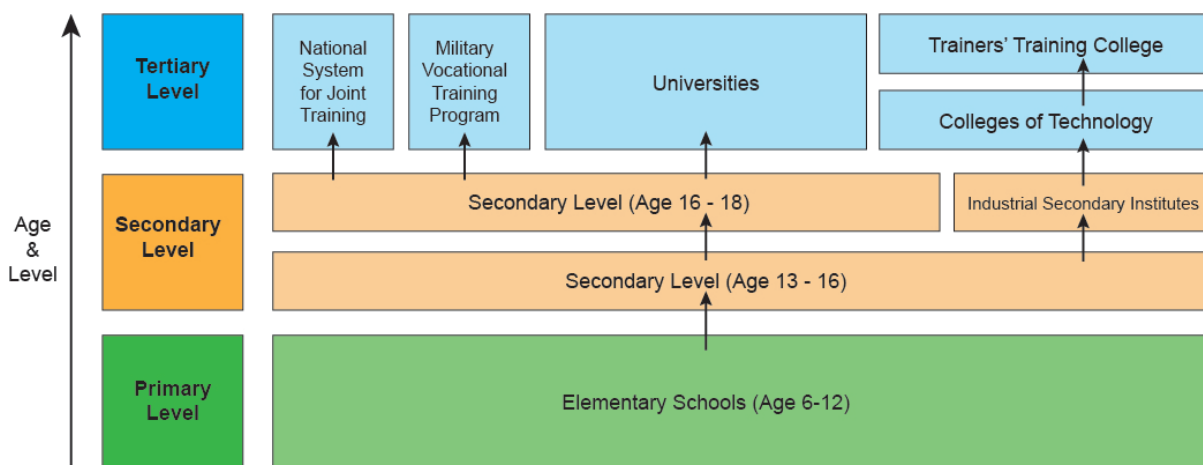 Age
&
Level
Tertiary
Level
National
System
for Joint
Training
Military
Vocational
Training
Program
Universities
Trainers' Training College
Colleges of Technology
Secondary
Level
Secondary Level (Age 16 - 18)
Industrial Secondary Institutes
Secondary Level (Age 13 - 16)
Primary
Level
Elementary Schools (Age 6-12)